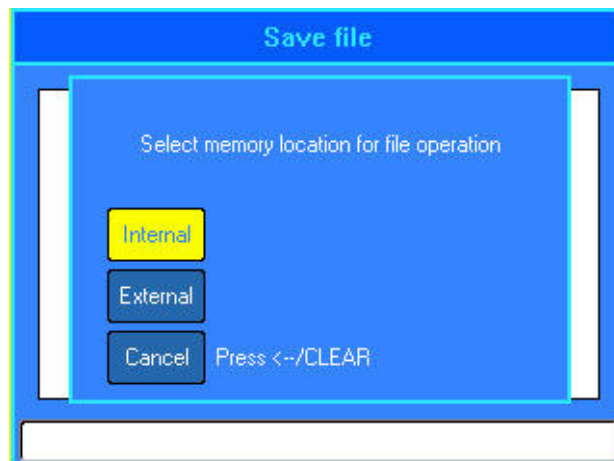 Save file
Select memory location for file operation
Internal
External
Cancel Press <--/CLEAR